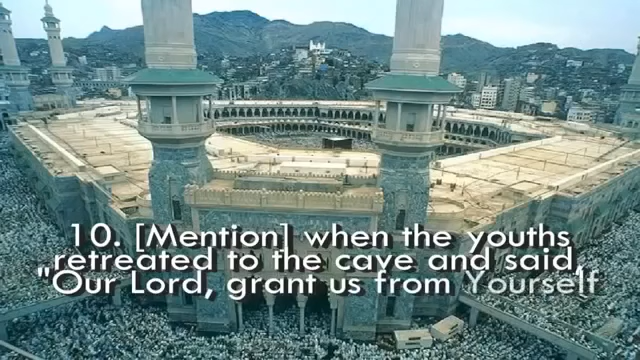 10. [Mention] when the youths
retreated to the cave and said,
"Our Lord, grant us from Yourself